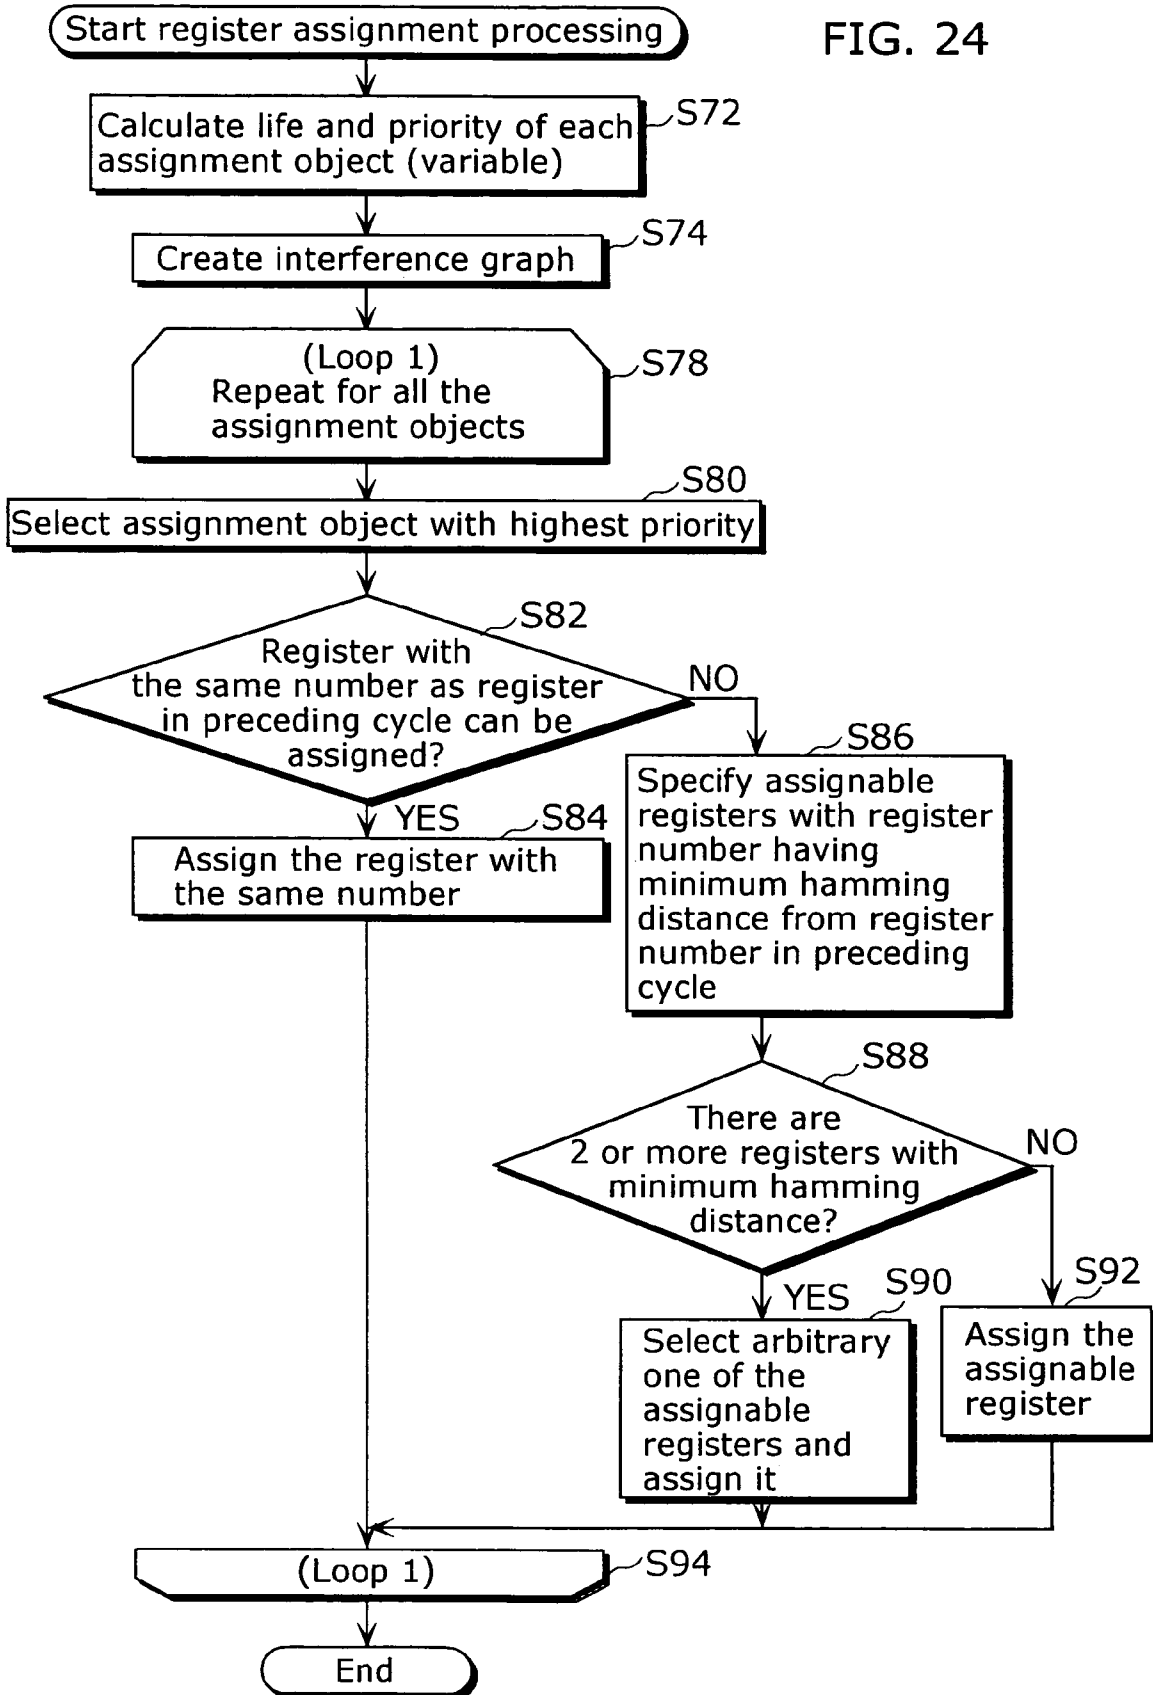 Start register assignment processing
FIG. 24
S72
Calculate life and priority of each
assignment object (variable)
S74
Create interference graph
(Loop 1)
S78
Repeat for all the
assignment objects
S80
Select assignment object with highest priority
S82
Register with
the same number as register
in preceding cycle can be
assigned?
NO
YES
S84
Assign the register with
the same number
S86
Specify assignable
registers with register
number having
minimum hamming
distance from register
number in preceding
cycle
S88
There are
2 or more registers with
minimum hamming
distance?
NO
YES
S90
Select arbitrary
one of the
assignable
registers and
assign it
S92
Assign the
assignable
register
(Loop 1)
S94
End